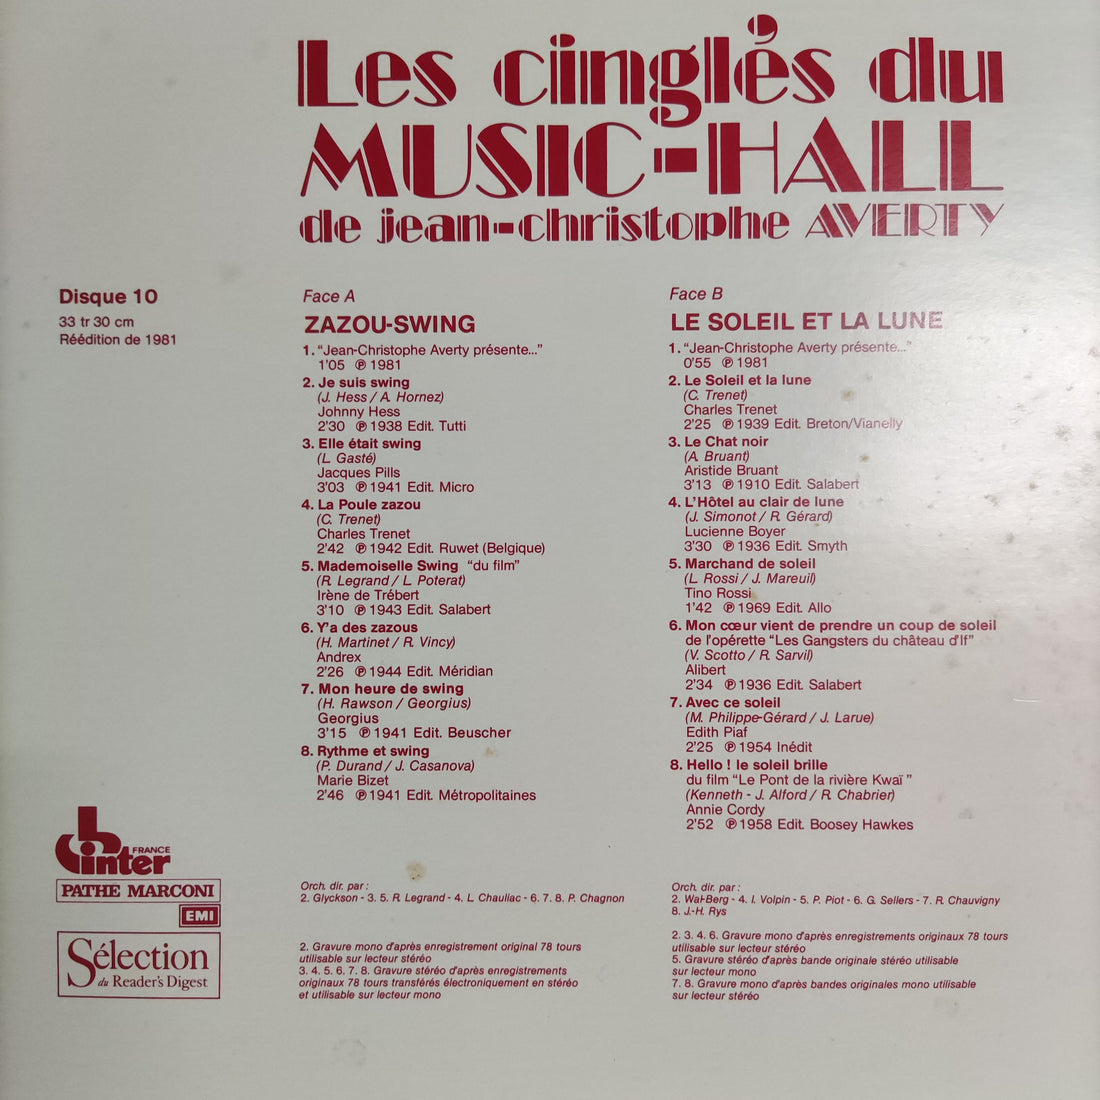 Les cinglés du
MUSIC-HALL
de jean-christophe AVERTY
Disque 10
33 tr 30 cm
Réédition de 1981
Face A
ZAZOU-SWING
1. "Jean-Christophe Averty présente..."
1'05 ℗ 1981
2. Je suis swing
(J. Hess / A. Hornez)
Johnny Hess
2'30 ℗ 1938 Edit. Tutti
3. Elle était swing
(L. Gasté)
Jacques Pills
3'03 ℗ 1941 Edit. Micro
4. La Poule zazou
(C. Trenet)
Charles Trenet
2'42 ℗ 1942 Edit. Ruwet (Belgique)
5. Mademoiselle Swing "du film"
(R. Legrand / L. Poterat)
Irène de Trébert
3'10 ℗ 1943 Edit. Salabert
6. Y'a des zazous
(H. Martinet / R. Vincy)
Andrex
2'26 ℗ 1944 Edit. Méridian
7. Mon heure de swing
(H. Rawson / Georgius)
Georgius
3'15 ℗ 1941 Edit. Beuscher
8. Rythme et swing
(P. Durand / J. Casanova)
Marie Bizet
2'46 ℗ 1941 Edit. Métropolitaines
Orch. dir. par :
2. Glyckson - 3. 5. R. Legrand - 4. L. Chauliac - 6. 7. 8. P. Chagnon
2. Gravure mono d'après enregistrement original 78 tours
utilisable sur lecteur stéréo
3. 4. 5. 6. 7. 8. Gravure stéréo d'après enregistrements
originaux 78 tours transférés électroniquement en stéréo
et utilisable sur lecteur mono
Face B
LE SOLEIL ET LA LUNE
1. "Jean-Christophe Averty présente..."
0'55 ℗ 1981
2. Le Soleil et la lune
(C. Trenet)
Charles Trenet
2'25 ℗ 1939 Edit. Breton/Vianelly
3. Le Chat noir
(A. Bruant)
Aristide Bruant
3'13 ℗ 1910 Edit. Salabert
4. L'Hôtel au clair de lune
(J. Simonot / R. Gérard)
Lucienne Boyer
3'30 ℗ 1936 Edit. Smyth
5. Marchand de soleil
(L. Rossi / J. Mareuil)
Tino Rossi
1'42 ℗ 1969 Edit. Allo
6. Mon cœur vient de prendre un coup de soleil
de l'opérette "Les Gangsters du château d'If"
(V. Scotto / R. Sarvil)
Alibert
2'34 ℗ 1936 Edit. Salabert
7. Avec ce soleil
(M. Philippe-Gérard / J. Larue)
Edith Piaf
2'25 ℗ 1954 Inédit
8. Hello ! le soleil brille
du film "Le Pont de la rivière Kwaï"
(Kenneth - J. Alford / R. Chabrier)
Annie Cordy
2'52 ℗ 1958 Edit. Boosey Hawkes
Orch. dir. par :
2. Wal-Berg - 4. I. Volpin - 5. P. Piot - 6. G. Sellers - 7. R. Chauvigny
8. J.-H. Rys
2. 3. 4. 6. Gravure mono d'après enregistrement originaux 78 tours
utilisable sur lecteur stéréo
5. Gravure stéréo d'après bande originale stéréo utilisable
sur lecteur mono
7. 8. Gravure mono d'après bandes originales mono utilisable
sur lecteur stéréo
FRANCE
inter
PATHE MARCONI
EMI
Sélection
du Reader's Digest